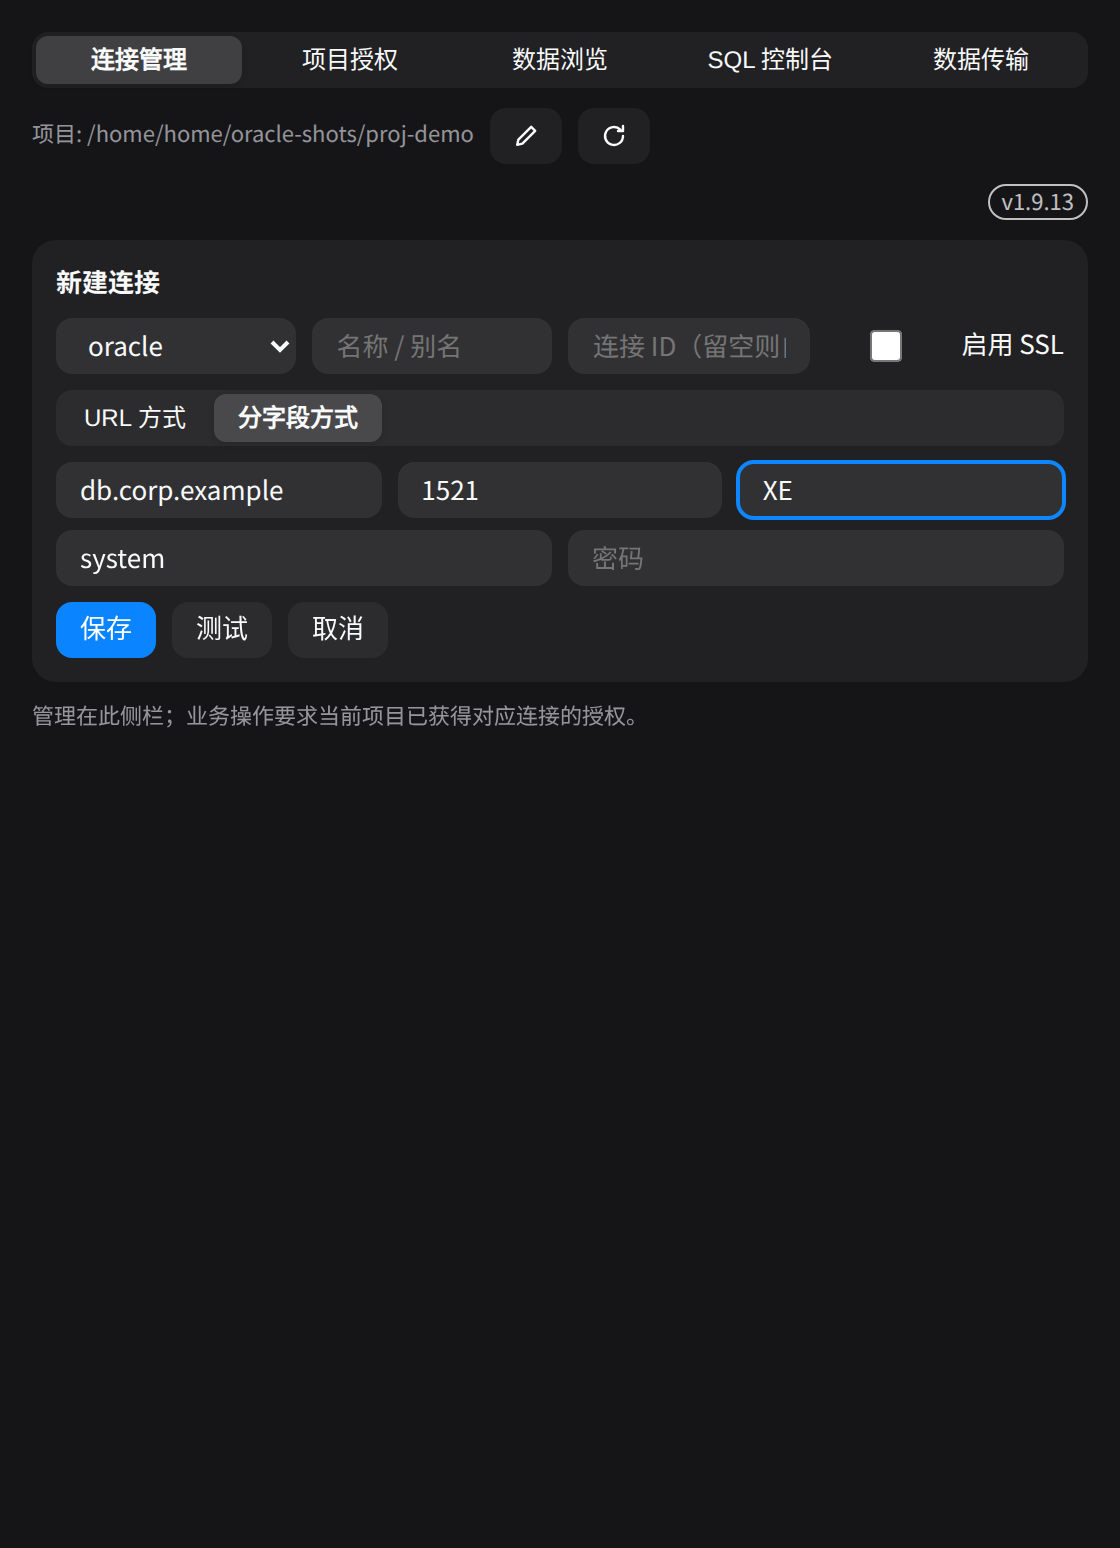 连接管理 项目授权 数据浏览 SQL 控制台 数据传输
项目: /home/home/oracle-shots/proj-demo
v1.9.13
新建连接
oracle 名称 / 别名 连接 ID（留空则 启用 SSL
URL 方式 分字段方式
db.corp.example 1521 XE
system 密码
保存 测试 取消
管理在此侧栏；业务操作要求当前项目已获得对应连接的授权。